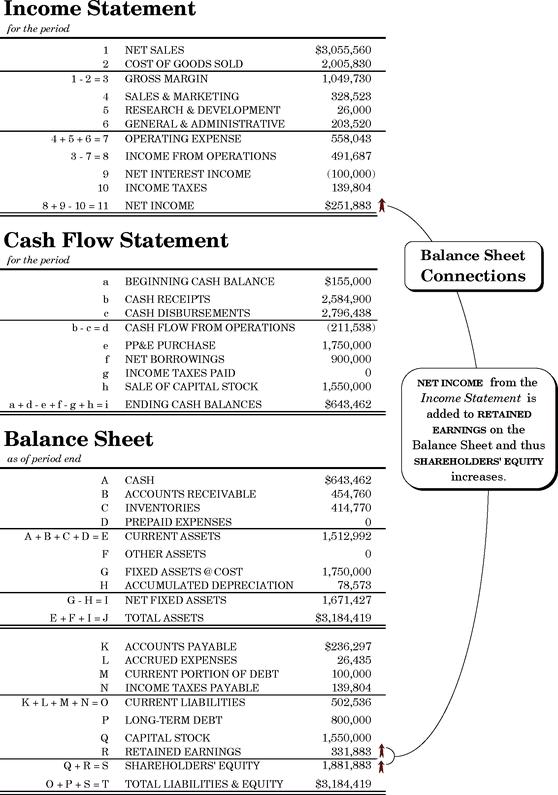 Income Statement
for the period
1 NET SALES $3,055,560
2 COST OF GOODS SOLD 2,005,830
1 - 2 = 3 GROSS MARGIN 1,049,730
4 SALES & MARKETING 328,523
5 RESEARCH & DEVELOPMENT 26,000
6 GENERAL & ADMINISTRATIVE 203,520
4 + 5 + 6 = 7 OPERATING EXPENSE 558,043
3 - 7 = 8 INCOME FROM OPERATIONS 491,687
9 NET INTEREST INCOME (100,000)
10 INCOME TAXES 139,804
8 + 9 - 10 = 11 NET INCOME $251,883
Cash Flow Statement
for the period
a BEGINNING CASH BALANCE $155,000
b CASH RECEIPTS 2,584,900
c CASH DISBURSEMENTS 2,796,438
b - c = d CASH FLOW FROM OPERATIONS (211,538)
e PP&E PURCHASE 1,750,000
f NET BORROWINGS 900,000
g INCOME TAXES PAID 0
h SALE OF CAPITAL STOCK 1,550,000
a + d - e + f - g + h = i ENDING CASH BALANCES $643,462
Balance Sheet
as of period end
A CASH $643,462
B ACCOUNTS RECEIVABLE 454,760
C INVENTORIES 414,770
D PREPAID EXPENSES 0
A + B + C + D = E CURRENT ASSETS 1,512,992
F OTHER ASSETS 0
G FIXED ASSETS @ COST 1,750,000
H ACCUMULATED DEPRECIATION 78,573
G - H = I NET FIXED ASSETS 1,671,427
E + F + I = J TOTAL ASSETS $3,184,419
K ACCOUNTS PAYABLE $236,297
L ACCRUED EXPENSES 26,435
M CURRENT PORTION OF DEBT 100,000
N INCOME TAXES PAYABLE 139,804
K + L + M + N = O CURRENT LIABILITIES 502,536
P LONG-TERM DEBT 800,000
Q CAPITAL STOCK 1,550,000
R RETAINED EARNINGS 331,883
Q + R = S SHAREHOLDERS' EQUITY 1,881,883
O + P + S = T TOTAL LIABILITIES & EQUITY $3,184,419
Balance Sheet
Connections
NET INCOME from the
Income Statement is
added to RETAINED
EARNINGS on the
Balance Sheet and thus
SHAREHOLDERS' EQUITY
increases.